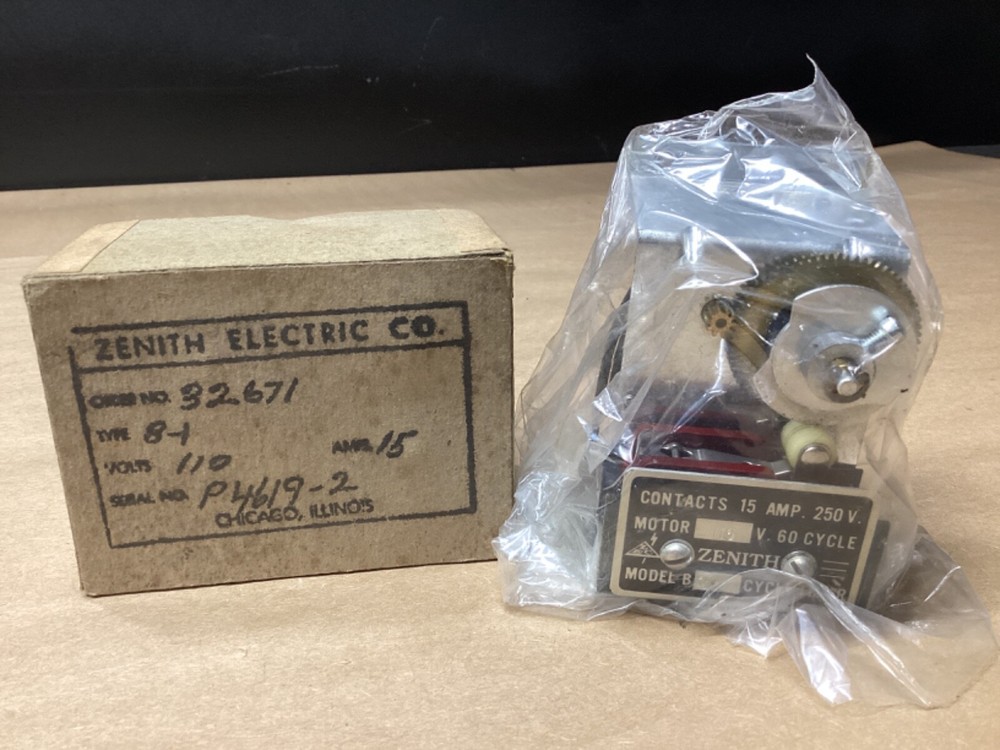 ZENITH ELECTRIC CO.
ORDER NO. 32671
TYPE 8-1
AMP. 15
VOLTS 110
SERIAL NO. P4619-2
CHICAGO, ILLINOIS
CONTACTS 15 AMP. 250 V.
MOTOR V. 60 CYCLE
ZENITH
MODEL B